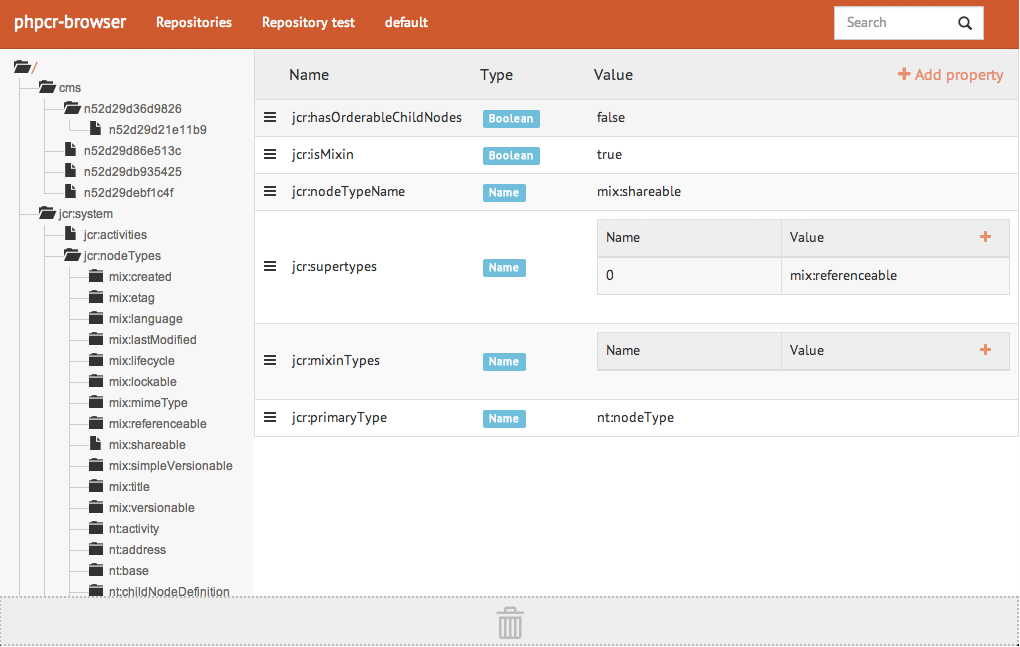 phpcr-browser Repositories Repository test default Search
/
cms
n52d29d36d9826
n52d29d21e11b9
n52d29d86e513c
n52d29db935425
n52d29debf1c4f
jcr:system
jcr:activities
jcr:nodeTypes
mix:created
mix:etag
mix:language
mix:lastModified
mix:lifecycle
mix:lockable
mix:mimeType
mix:referenceable
mix:shareable
mix:simpleVersionable
mix:title
mix:versionable
nt:activity
nt:address
nt:base
nt:childNodeDefinition
Name Type Value + Add property
jcr:hasOrderableChildNodes Boolean false
jcr:isMixin Boolean true
jcr:nodeTypeName Name mix:shareable
Name Value +
jcr:supertypes Name
0 mix:referenceable
Name Value +
jcr:mixinTypes Name
jcr:primaryType Name nt:nodeType